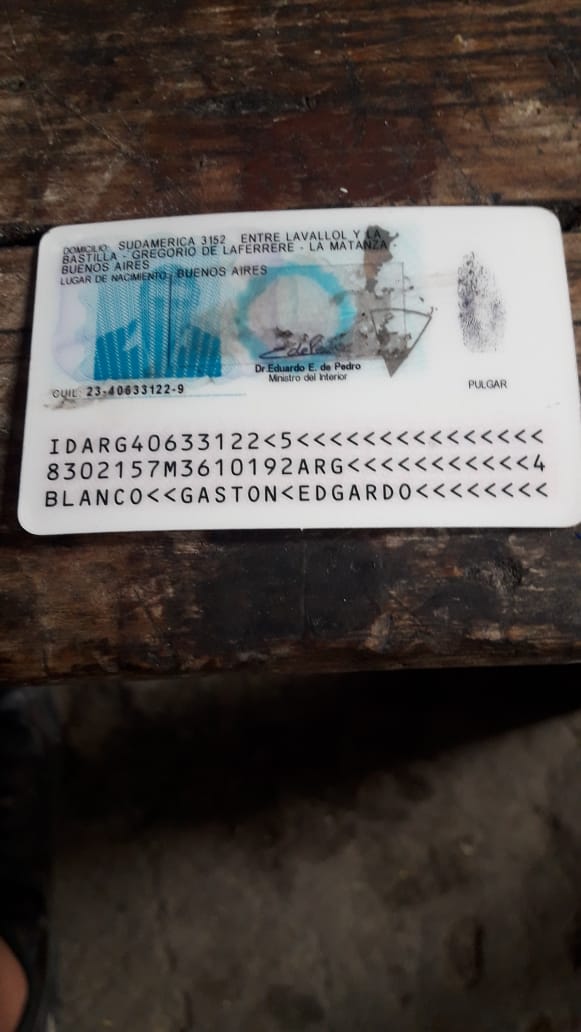 DOMICILIO: SUDAMERICA 3152 ENTRE LAVALLOL Y LA
BASTILLA - GREGORIO DE LAFERRERE - LA MATANZA -
BUENOS AIRES
LUGAR DE NACIMIENTO: BUENOS AIRES
Dr. Eduardo E. de Pedro
Ministro del Interior
CUIL: 23-40633122-9
PULGAR
IDARG40633122<5<<<<<<<<<<<<<<<
8302157M3610192ARG<<<<<<<<<<<4
BLANCO<<GASTON<EDGARDO<<<<<<<<